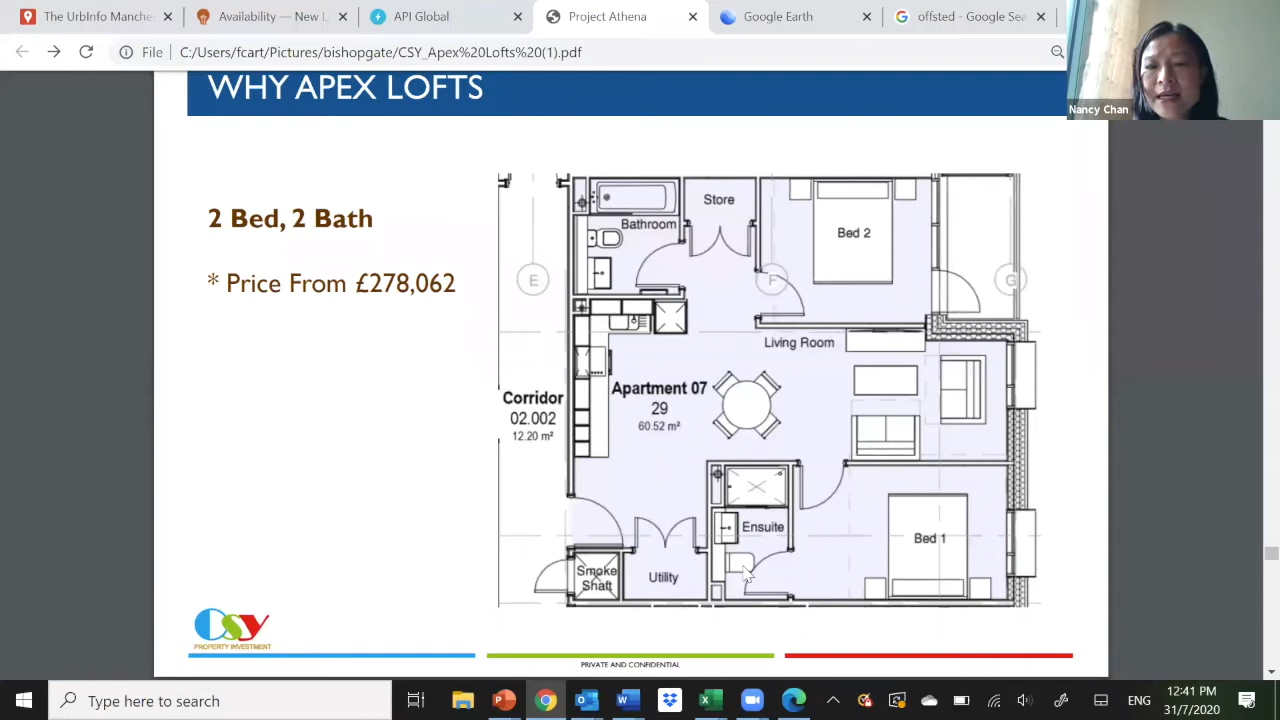 The UrbInfo Manches
Availability — New L
API Global
Project Athena
Google Earth
offsted - Google Sea
File
C:/Users/fcart/Pictures/bishopgate/CSY_Apex%20Lofts%20(1).pdf
Nancy Chan
WHY APEX LOFTS
2 Bed, 2 Bath
* Price From £278,062
Bathroom
Store
Bed 2
E
F
G
Living Room
Apartment 07
29
60.52 m²
Corridor
02.002
12.20 m²
Ensuite
Bed 1
Smoke
Shaft
Utility
CSY
PROPERTY INVESTMENT
PRIVATE AND CONFIDENTIAL
Type here to search
ENG
12:41 PM
31/7/2020